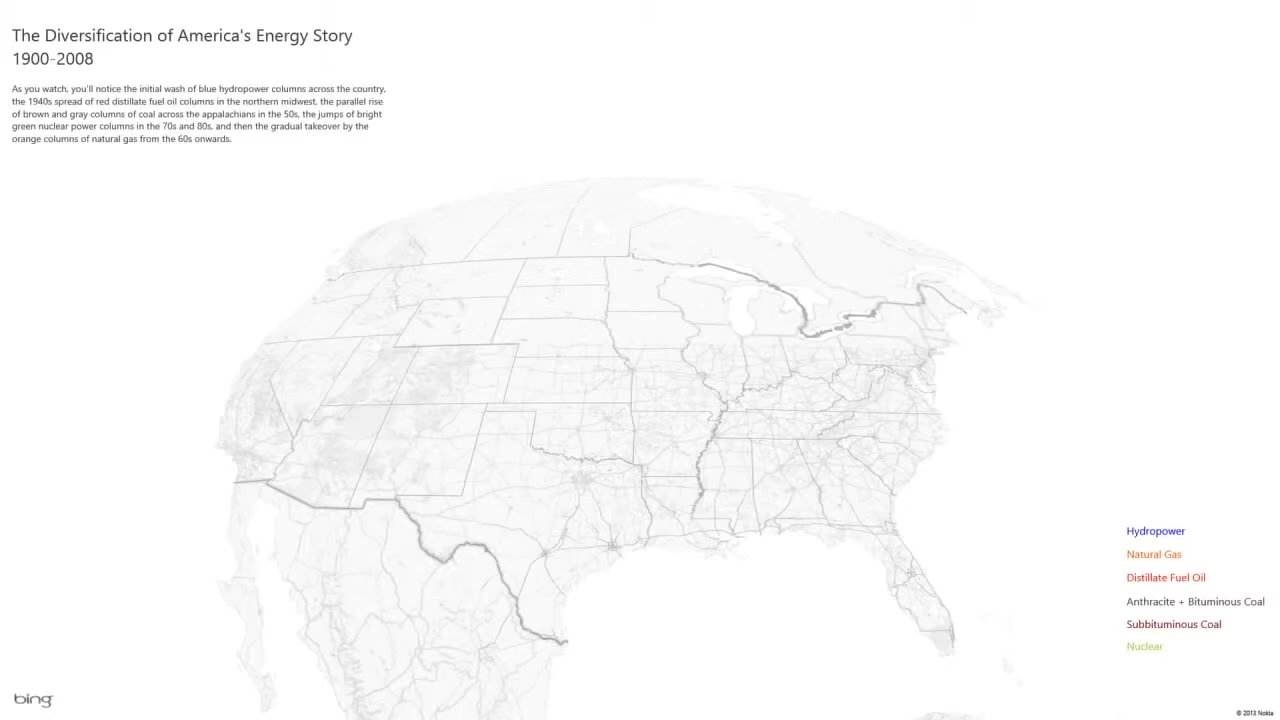 The Diversification of America's Energy Story
1900-2008
As you watch, you'll notice the initial wash of blue hydropower columns across the country,
the 1940s spread of red distillate fuel oil columns in the northern midwest, the parallel rise
of brown and gray columns of coal across the appalachians in the 50s, the jumps of bright
green nuclear power columns in the 70s and 80s, and then the gradual takeover by the
orange columns of natural gas from the 60s onwards.
Hydropower
Natural Gas
Distillate Fuel Oil
Anthracite + Bituminous Coal
Subbituminous Coal
Nuclear
bing
© 2013 Nokia